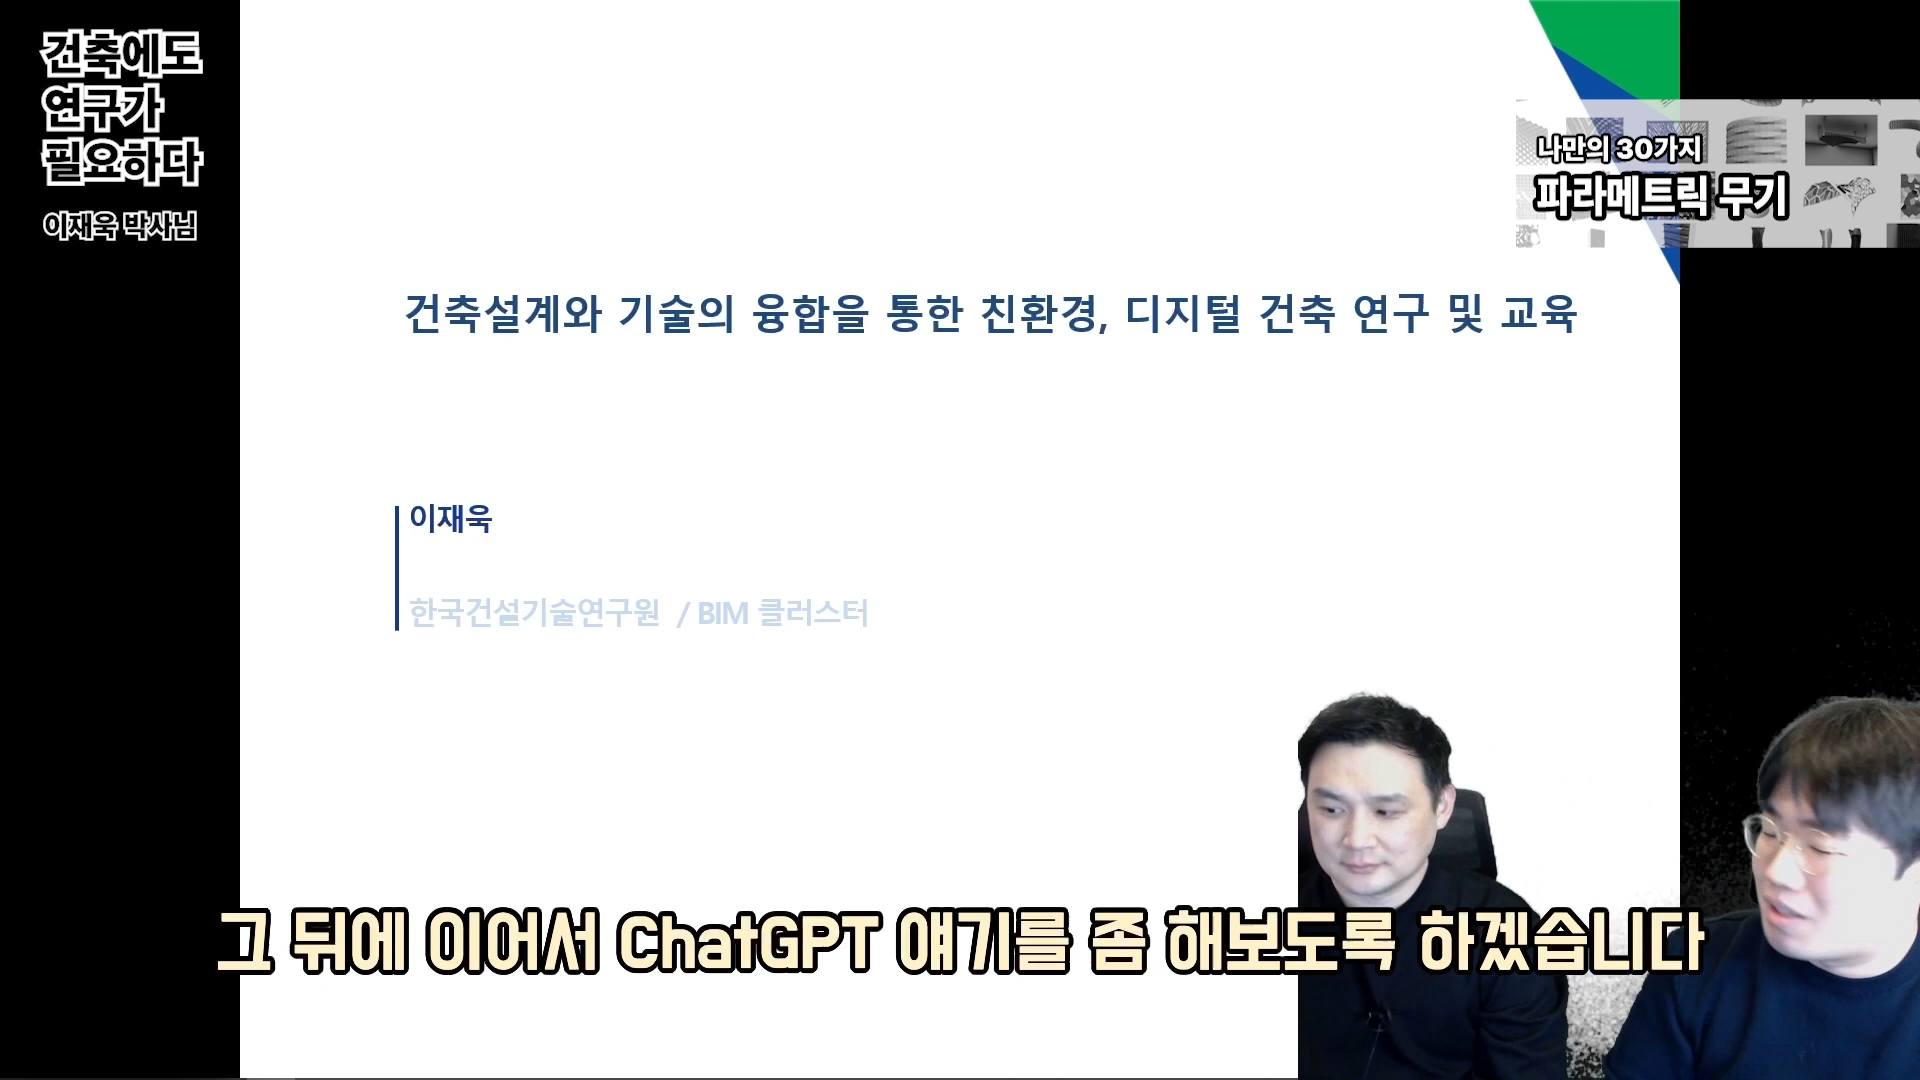 건축에도
연구가
필요하다
이재욱 박사님
나만의 30가지
파라메트릭 무기
건축설계와 기술의 융합을 통한 친환경, 디지털 건축 연구 및 교육
이재욱
한국건설기술연구원 / BIM 클러스터
그 뒤에 이어서 ChatGPT 얘기를 좀 해보도록 하겠습니다